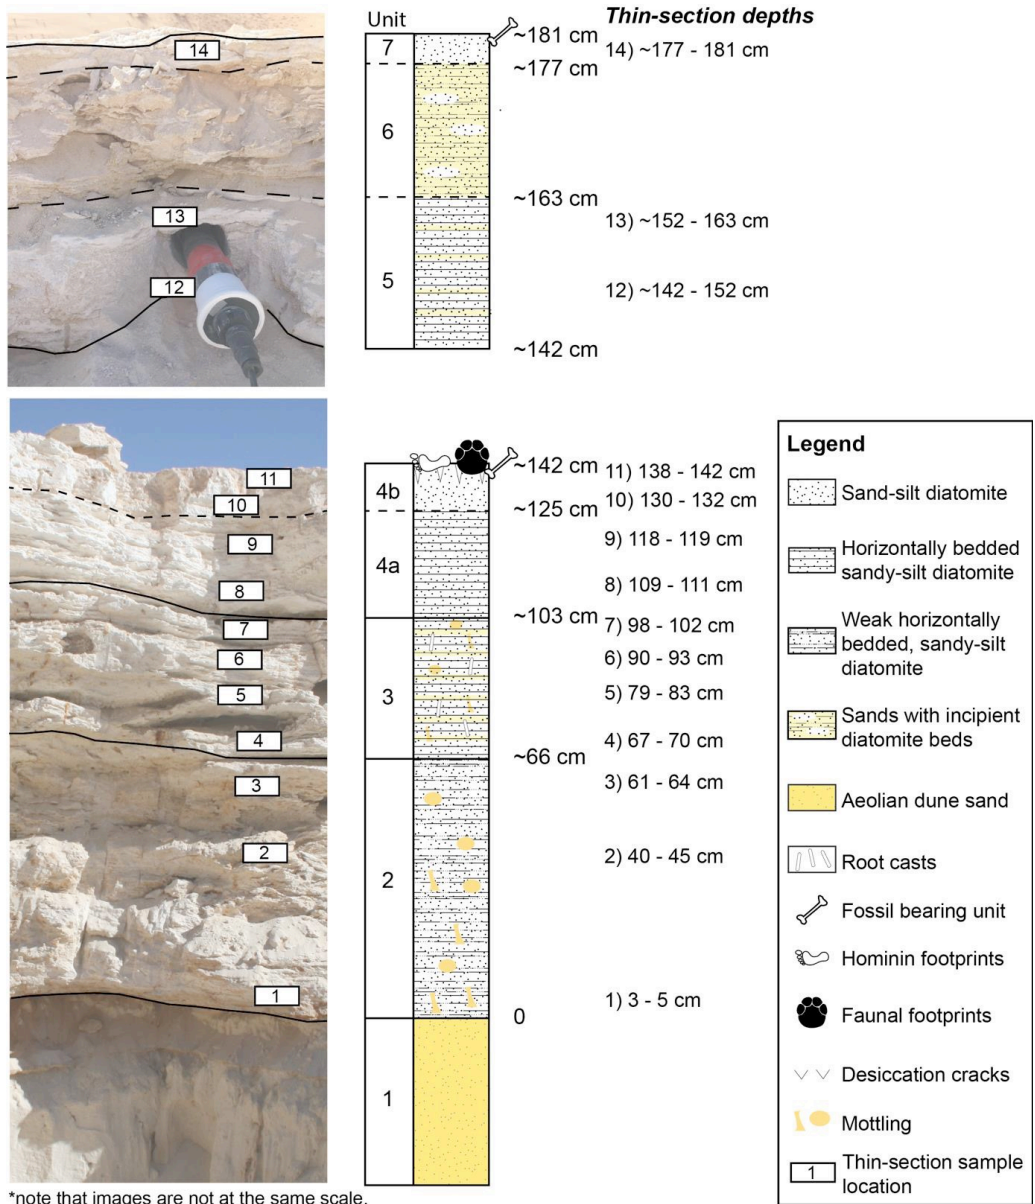 Unit
Thin-section depths
14
7
~181 cm
14) ~177 - 181 cm
~177 cm
6
~163 cm
13
13) ~152 - 163 cm
5
12
12) ~142 - 152 cm
~142 cm
11
4b
~142 cm
11) 138 - 142 cm
10
10) 130 - 132 cm
~125 cm
9
4a
9) 118 - 119 cm
8
8) 109 - 111 cm
~103 cm
7
7) 98 - 102 cm
6
3
6) 90 - 93 cm
5
5) 79 - 83 cm
4
4) 67 - 70 cm
~66 cm
3
3) 61 - 64 cm
2
2) 40 - 45 cm
2
1
1) 3 - 5 cm
0
1
Legend
Sand-silt diatomite
Horizontally bedded
sandy-silt diatomite
Weak horizontally
bedded, sandy-silt
diatomite
Sands with incipient
diatomite beds
Aeolian dune sand
Root casts
Fossil bearing unit
Hominin footprints
Faunal footprints
Desiccation cracks
Mottling
1
Thin-section sample
location
*note that images are not at the same scale.